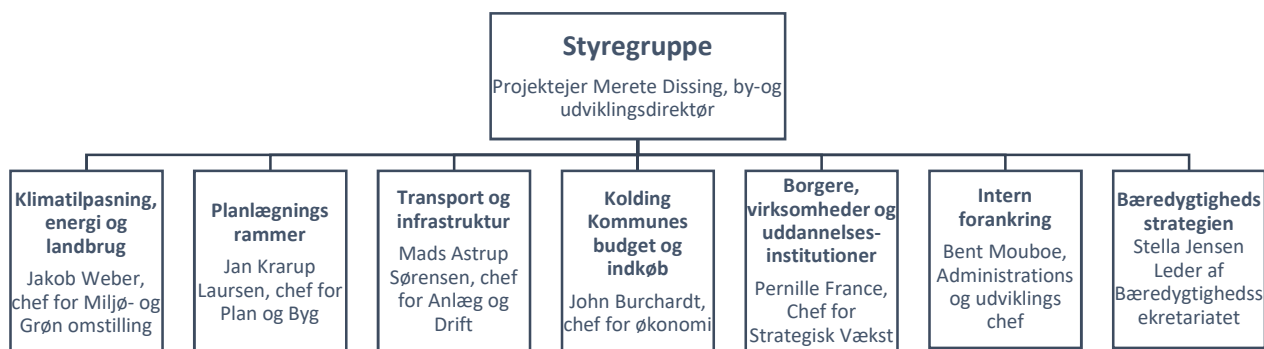 Styregruppe
Projektejer Merete Dissing, by-og
udviklingsdirektør
Klimatilpasning,
energi og
landbrug
Jakob Weber,
chef for Miljø- og
Grøn omstilling
Planlægnings
rammer
Jan Krarup
Laursen, chef for
Plan og Byg
Transport og
infrastruktur
Mads Astrup
Sørensen, chef
for Anlæg og
Drift
Kolding
Kommunes
budget og
indkøb
John Burchardt,
chef for økonomi
Borgere,
virksomheder og
uddannelses-
institutioner
Pernille France,
Chef for
Strategisk Vækst
Intern
forankring
Bent Mouboe,
Administrations
og udviklings
chef
Bæredygtigheds
strategien
Stella Jensen
Leder af
Bæredygtighedss
ekretariatet